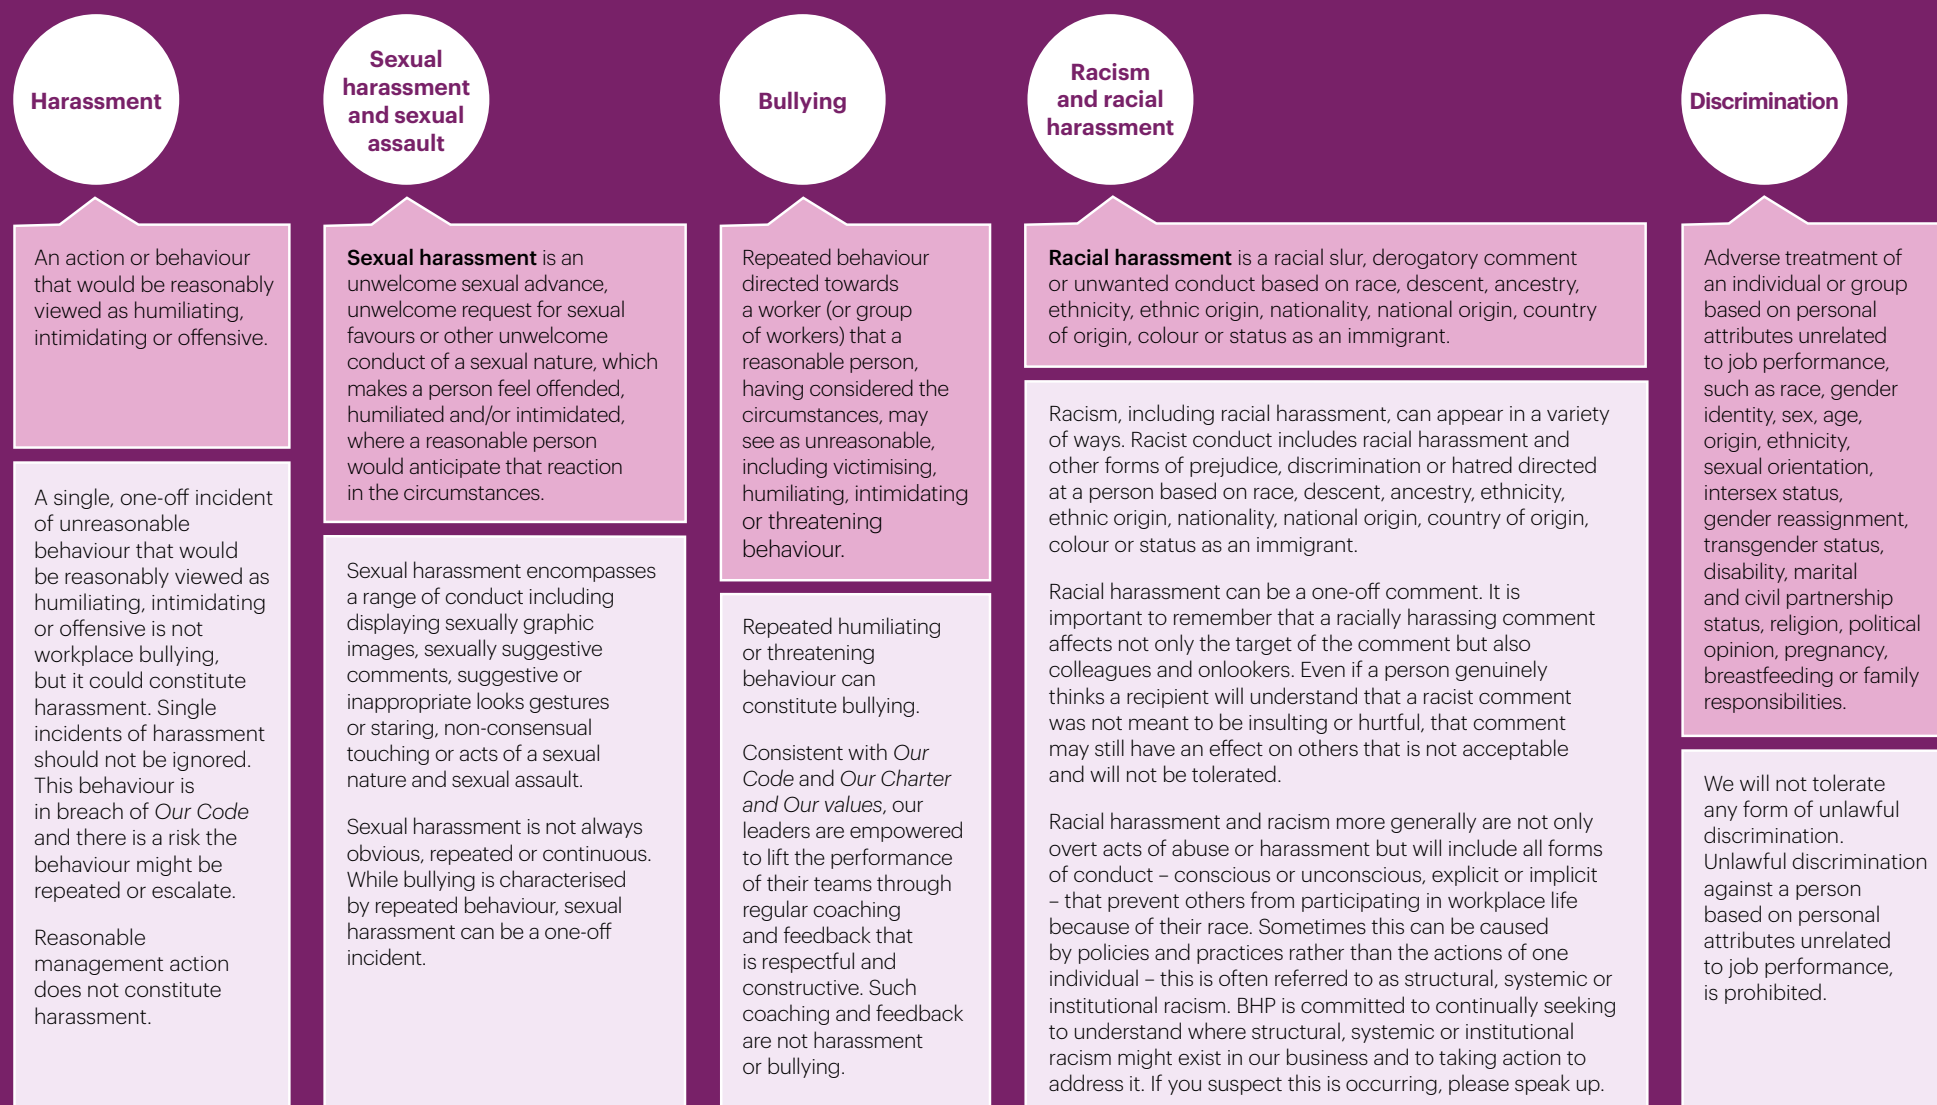 Harassment
An action or behaviour
that would be reasonably
viewed as humiliating,
intimidating or offensive.
A single, one-off incident
of unreasonable
behaviour that would
be reasonably viewed as
humiliating, intimidating
or offensive is not
workplace bullying,
but it could constitute
harassment. Single
incidents of harassment
should not be ignored.
This behaviour is
in breach of Our Code
and there is a risk the
behaviour might be
repeated or escalate.
Reasonable
management action
does not constitute
harassment.
Sexual
harassment
and sexual
assault
Sexual harassment is an
unwelcome sexual advance,
unwelcome request for sexual
favours or other unwelcome
conduct of a sexual nature, which
makes a person feel offended,
humiliated and/or intimidated,
where a reasonable person
would anticipate that reaction
in the circumstances.
Sexual harassment encompasses
a range of conduct including
displaying sexually graphic
images, sexually suggestive
comments, suggestive or
inappropriate looks gestures
or staring, non-consensual
touching or acts of a sexual
nature and sexual assault.
Sexual harassment is not always
obvious, repeated or continuous.
While bullying is characterised
by repeated behaviour, sexual
harassment can be a one-off
incident.
Bullying
Repeated behaviour
directed towards
a worker (or group
of workers) that a
reasonable person,
having considered the
circumstances, may
see as unreasonable,
including victimising,
humiliating, intimidating
or threatening
behaviour.
Repeated humiliating
or threatening
behaviour can
constitute bullying.
Consistent with Our
Code and Our Charter
and Our values, our
leaders are empowered
to lift the performance
of their teams through
regular coaching
and feedback that
is respectful and
constructive. Such
coaching and feedback
are not harassment
or bullying.
Racism
and racial
harassment
Racial harassment is a racial slur, derogatory comment
or unwanted conduct based on race, descent, ancestry,
ethnicity, ethnic origin, nationality, national origin, country
of origin, colour or status as an immigrant.
Racism, including racial harassment, can appear in a variety
of ways. Racist conduct includes racial harassment and
other forms of prejudice, discrimination or hatred directed
at a person based on race, descent, ancestry, ethnicity,
ethnic origin, nationality, national origin, country of origin,
colour or status as an immigrant.
Racial harassment can be a one-off comment. It is
important to remember that a racially harassing comment
affects not only the target of the comment but also
colleagues and onlookers. Even if a person genuinely
thinks a recipient will understand that a racist comment
was not meant to be insulting or hurtful, that comment
may still have an effect on others that is not acceptable
and will not be tolerated.
Racial harassment and racism more generally are not only
overt acts of abuse or harassment but will include all forms
of conduct – conscious or unconscious, explicit or implicit
– that prevent others from participating in workplace life
because of their race. Sometimes this can be caused
by policies and practices rather than the actions of one
individual – this is often referred to as structural, systemic or
institutional racism. BHP is committed to continually seeking
to understand where structural, systemic or institutional
racism might exist in our business and to taking action to
address it. If you suspect this is occurring, please speak up.
Discrimination
Adverse treatment of
an individual or group
based on personal
attributes unrelated
to job performance,
such as race, gender
identity, sex, age,
origin, ethnicity,
sexual orientation,
intersex status,
gender reassignment,
transgender status,
disability, marital
and civil partnership
status, religion, political
opinion, pregnancy,
breastfeeding or family
responsibilities.
We will not tolerate
any form of unlawful
discrimination.
Unlawful discrimination
against a person
based on personal
attributes unrelated
to job performance,
is prohibited.